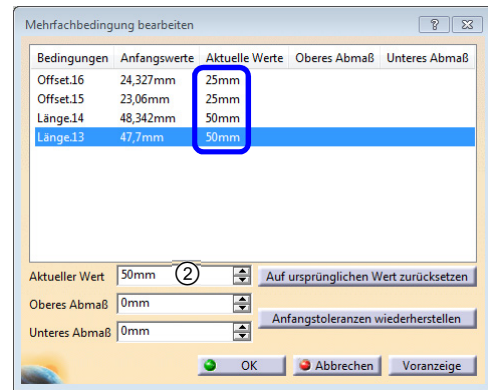 Mehrfachbedingung bearbeiten
Bedingungen Anfangswerte Aktuelle Werte Oberes Abmaß Unteres Abmaß
Offset.16 24,327mm 25mm
Offset.15 23,06mm 25mm
Länge.14 48,342mm 50mm
Länge.13 47,7mm 50mm
Aktueller Wert 50mm 2 Auf ursprünglichen Wert zurücksetzen
Oberes Abmaß 0mm
Anfangstoleranzen wiederherstellen
Unteres Abmaß 0mm
OK Abbrechen Voranzeige